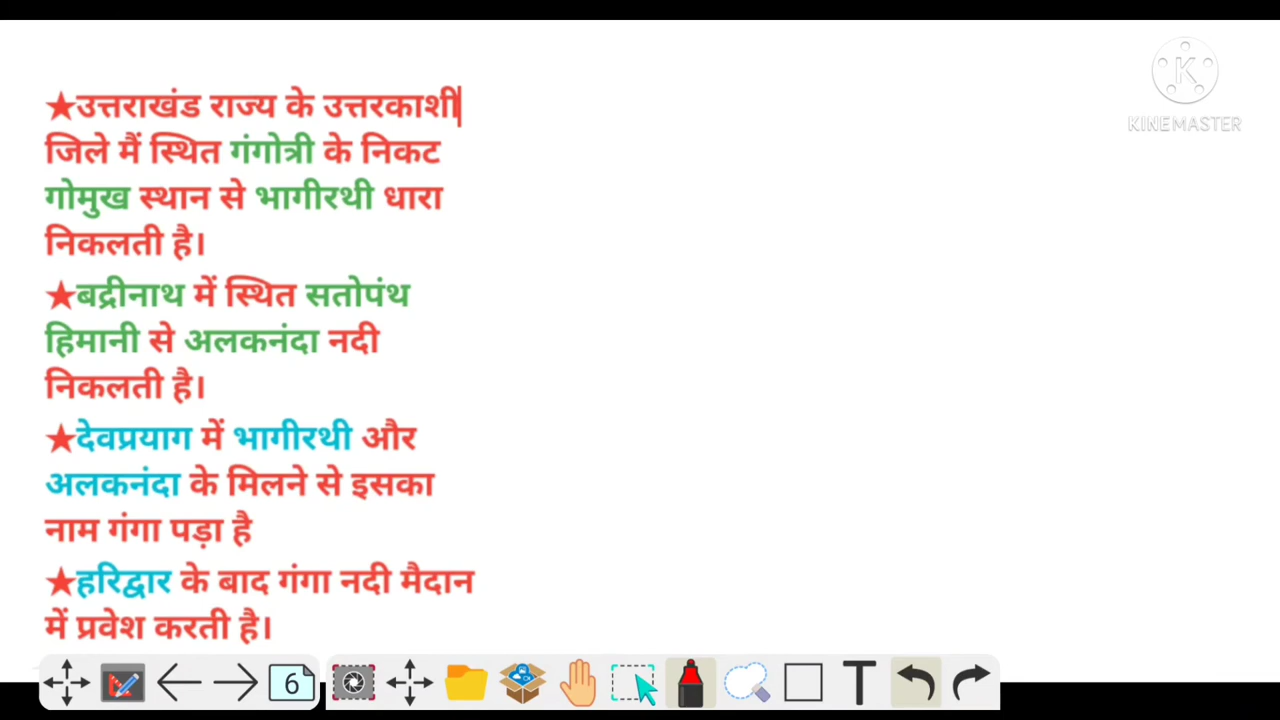 ★उत्तराखंड राज्य के उत्तरकाशी
जिले मैं स्थित गंगोत्री के निकट
गोमुख स्थान से भागीरथी धारा
निकलती है।
★बद्रीनाथ में स्थित सतोपंथ
हिमानी से अलकनंदा नदी
निकलती है।
★देवप्रयाग में भागीरथी और
अलकनंदा के मिलने से इसका
नाम गंगा पड़ा है
★हरिद्वार के बाद गंगा नदी मैदान
में प्रवेश करती है।
K
KINEMASTER
6
T